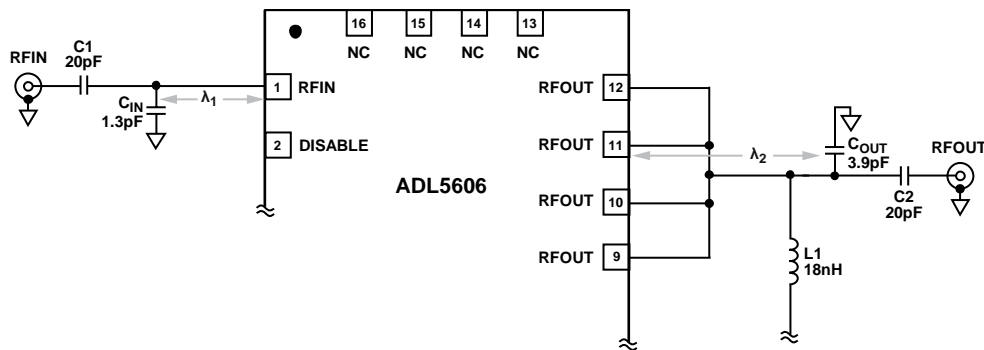 16 15 14 13
NC NC NC NC
RFIN
C1
20pF
1
RFIN
λ1
CIN
1.3pF
2
DISABLE
ADL5606
RFOUT 12
RFOUT 11
RFOUT 10
RFOUT 9
λ2
COUT
3.9pF
RFOUT
C2
20pF
L1
18nH